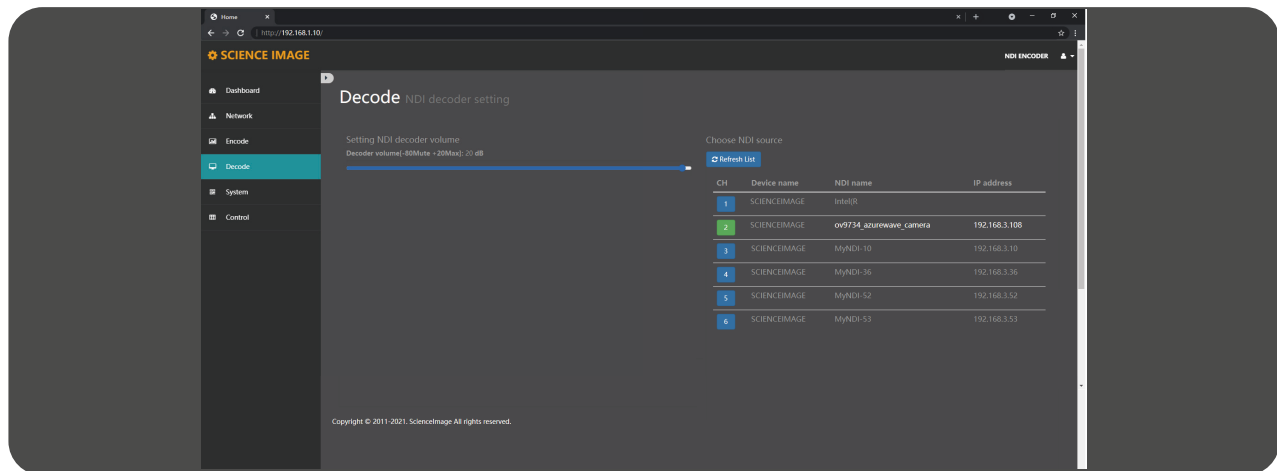 Home
http://192.168.1.10/
SCIENCE IMAGE
NDI ENCODER
Dashboard
Network
Encode
Decode
System
Control
Decode NDI decoder setting
Setting NDI decoder volume
Decoder volume[-80Mute +20Max]: 20 dB
Choose NDI source
Refresh List
CH Device name NDI name IP address
1 SCIENCEIMAGE Intel(R
2 SCIENCEIMAGE ov9734_azurewave_camera 192.168.3.108
3 SCIENCEIMAGE MyNDI-10 192.168.3.10
4 SCIENCEIMAGE MyNDI-36 192.168.3.36
5 SCIENCEIMAGE MyNDI-52 192.168.3.52
6 SCIENCEIMAGE MyNDI-53 192.168.3.53
Copyright © 2011-2021. ScienceImage All rights reserved.